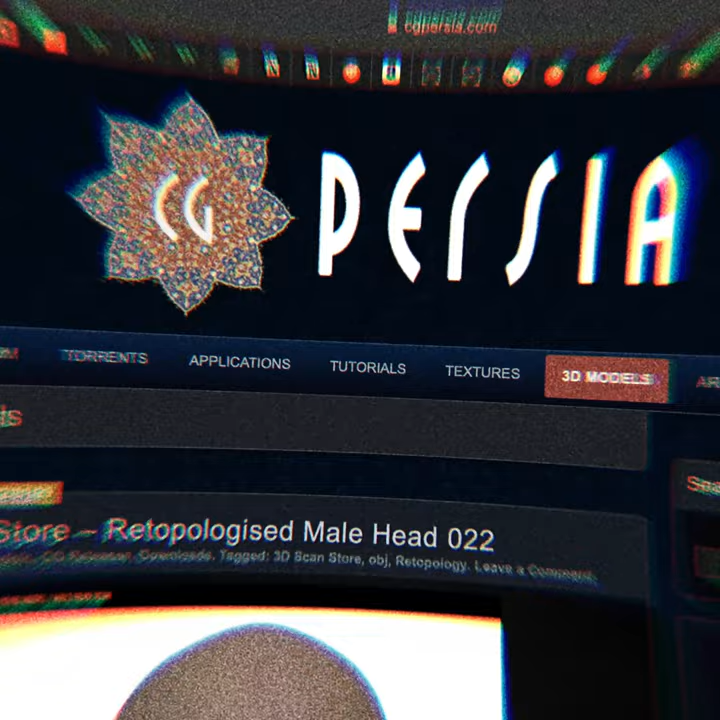 cgpersia.com
CG PERSIA
TORRENTS APPLICATIONS TUTORIALS TEXTURES 3D MODELS
Store – Retopologised Male Head 022
Downloads. Tagged: 3D Scan Store, obj, Retopology. Leave a Comment.